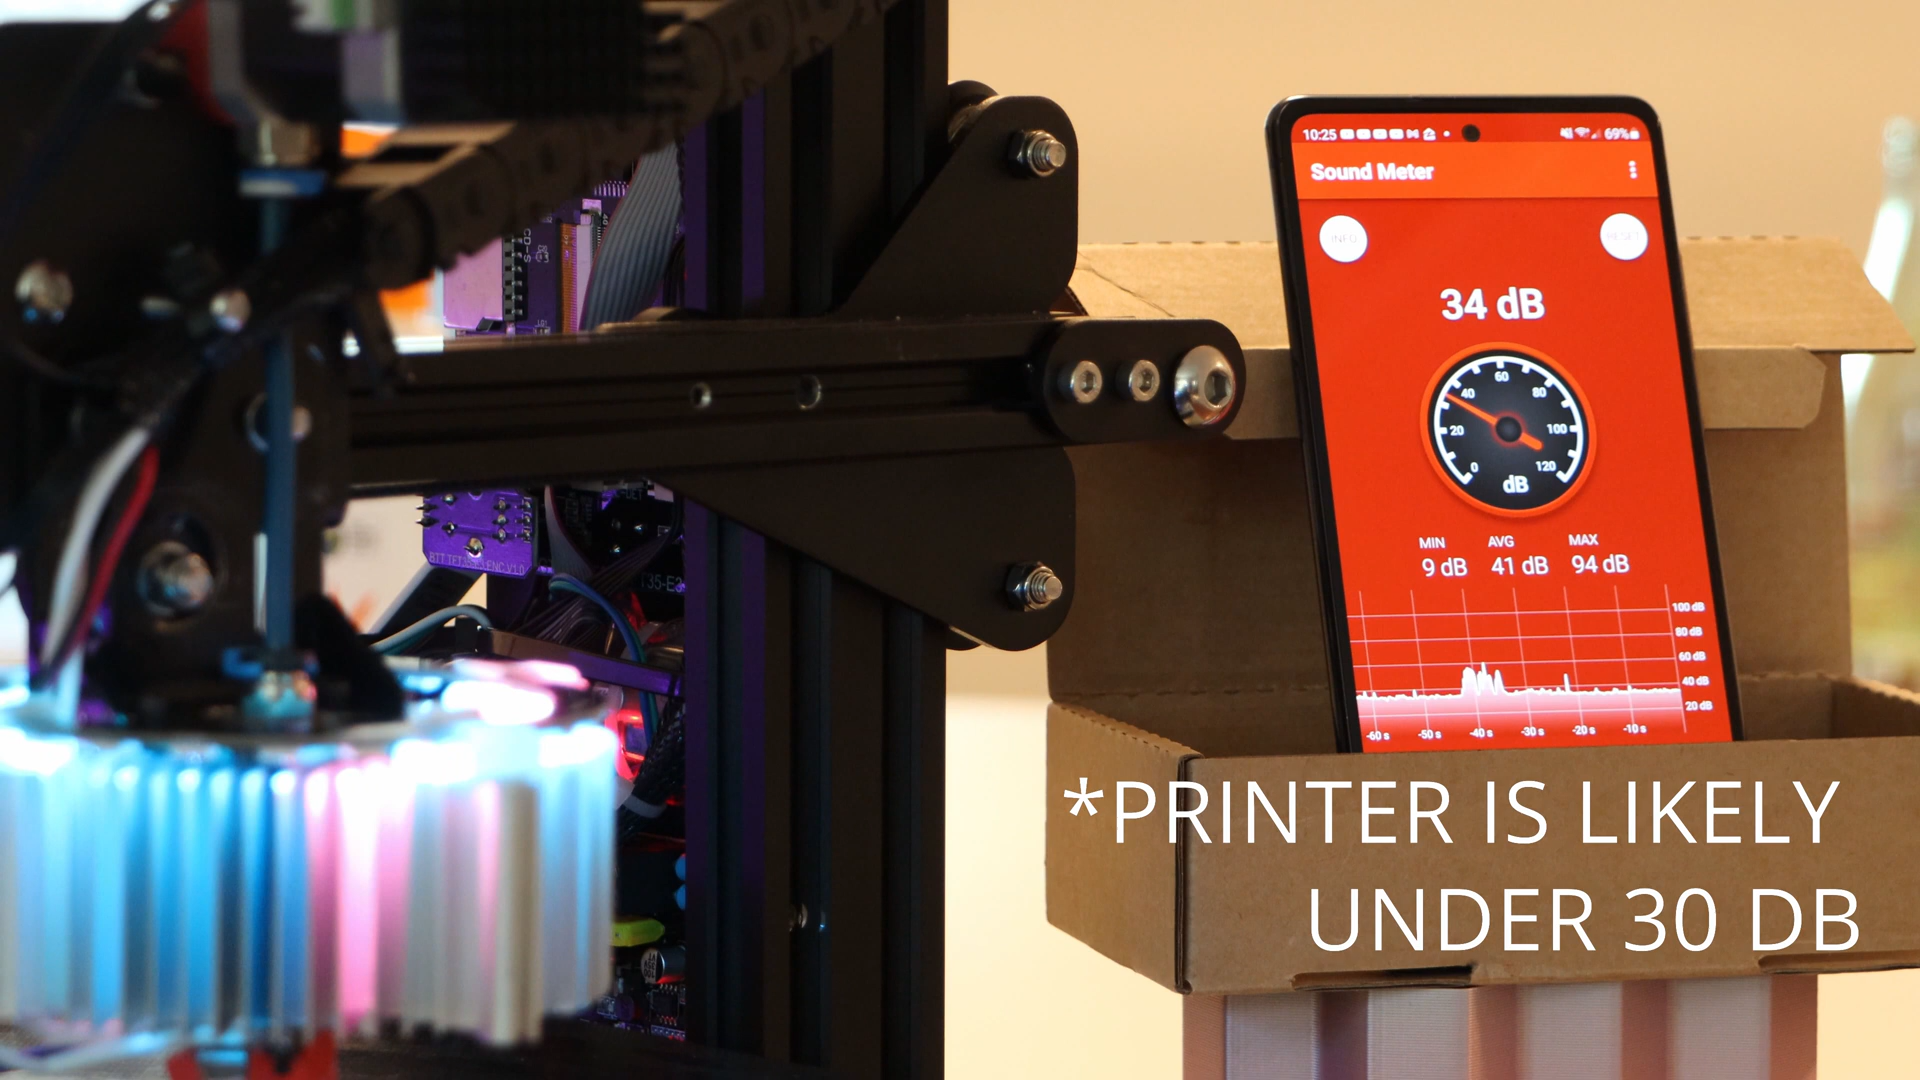 10:25
69%
Sound Meter
INFO
RESET
34 dB
0
20
40
60
80
100
120
dB
MIN
AVG
MAX
9 dB
41 dB
94 dB
100 dB
80 dB
60 dB
40 dB
20 dB
-60 s
-50 s
-40 s
-30 s
-20 s
-10 s
*PRINTER IS LIKELY
UNDER 30 DB